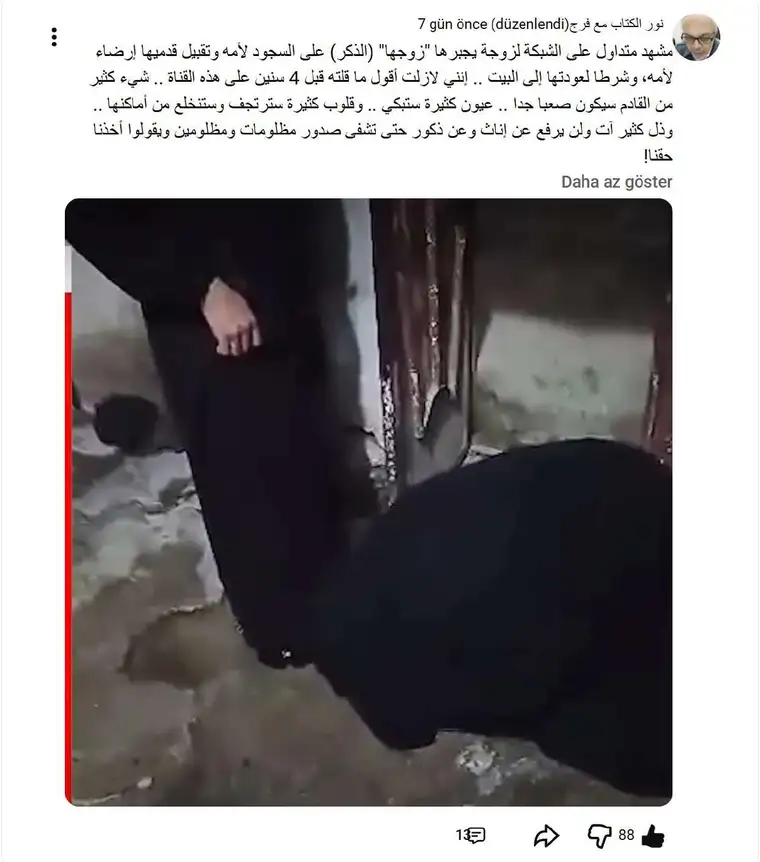 نور الكتاب مع فرج(düzenlendi) 7 gün önce
مشهد متداول على الشبكة لزوجة يجبرها "زوجها" (الذكر) على السجود لأمه وتقبيل قدميها إرضاء
لأمه، وشرطا لعودتها إلى البيت .. إنني لازلت أقول ما قلته قبل 4 سنين على هذه القناة .. شيء كثير
من القادم سيكون صعبا جدا .. عيون كثيرة ستبكي .. وقلوب كثيرة سترتجف وستنخلع من أماكنها ..
وذل كثير آت ولن يرفع عن إناث وعن ذكور حتى تشفى صدور مظلومات ومظلومين ويقولوا أخذنا
حقنا!
Daha az göster
88
13